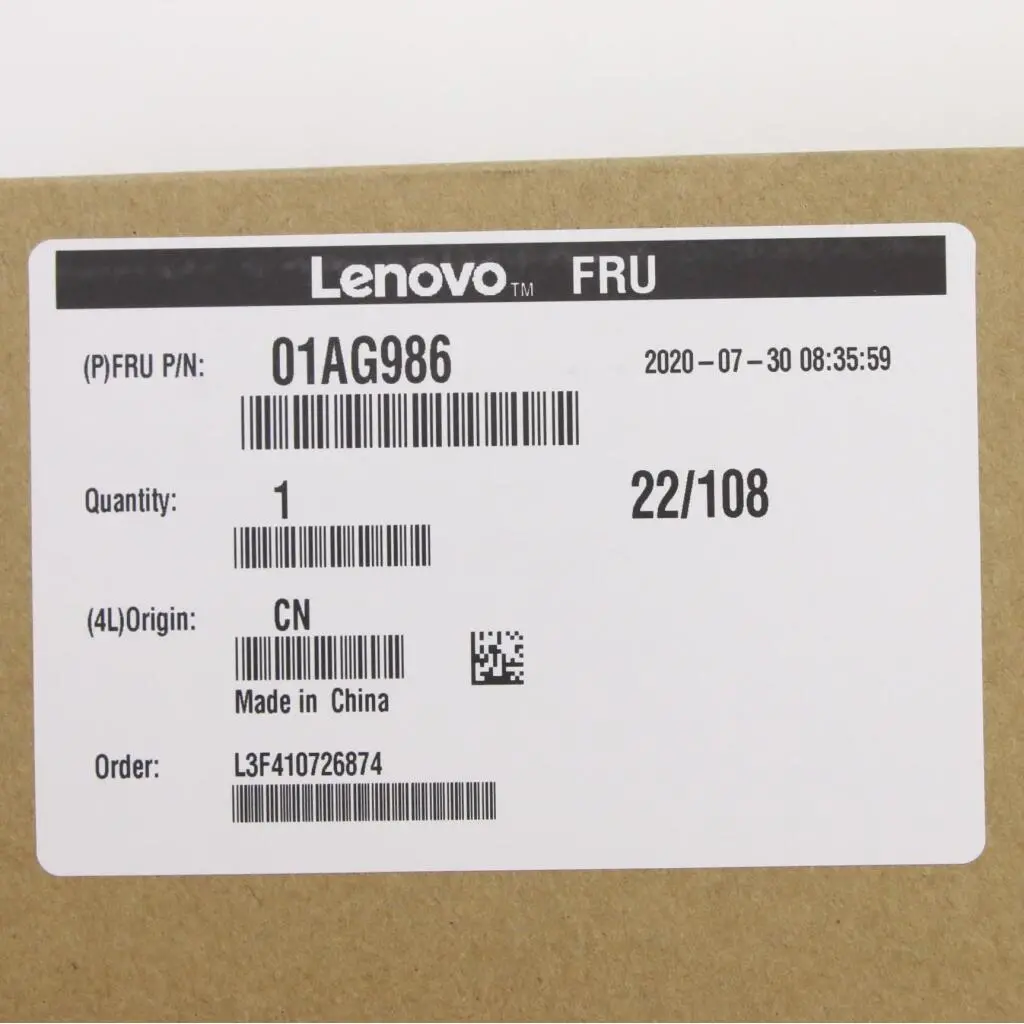 Lenovo™ FRU
(P)FRU P/N: 01AG986 2020-07-30 08:35:59
Quantity: 1 22/108
(4L)Origin: CN
Made in China
Order: L3F410726874